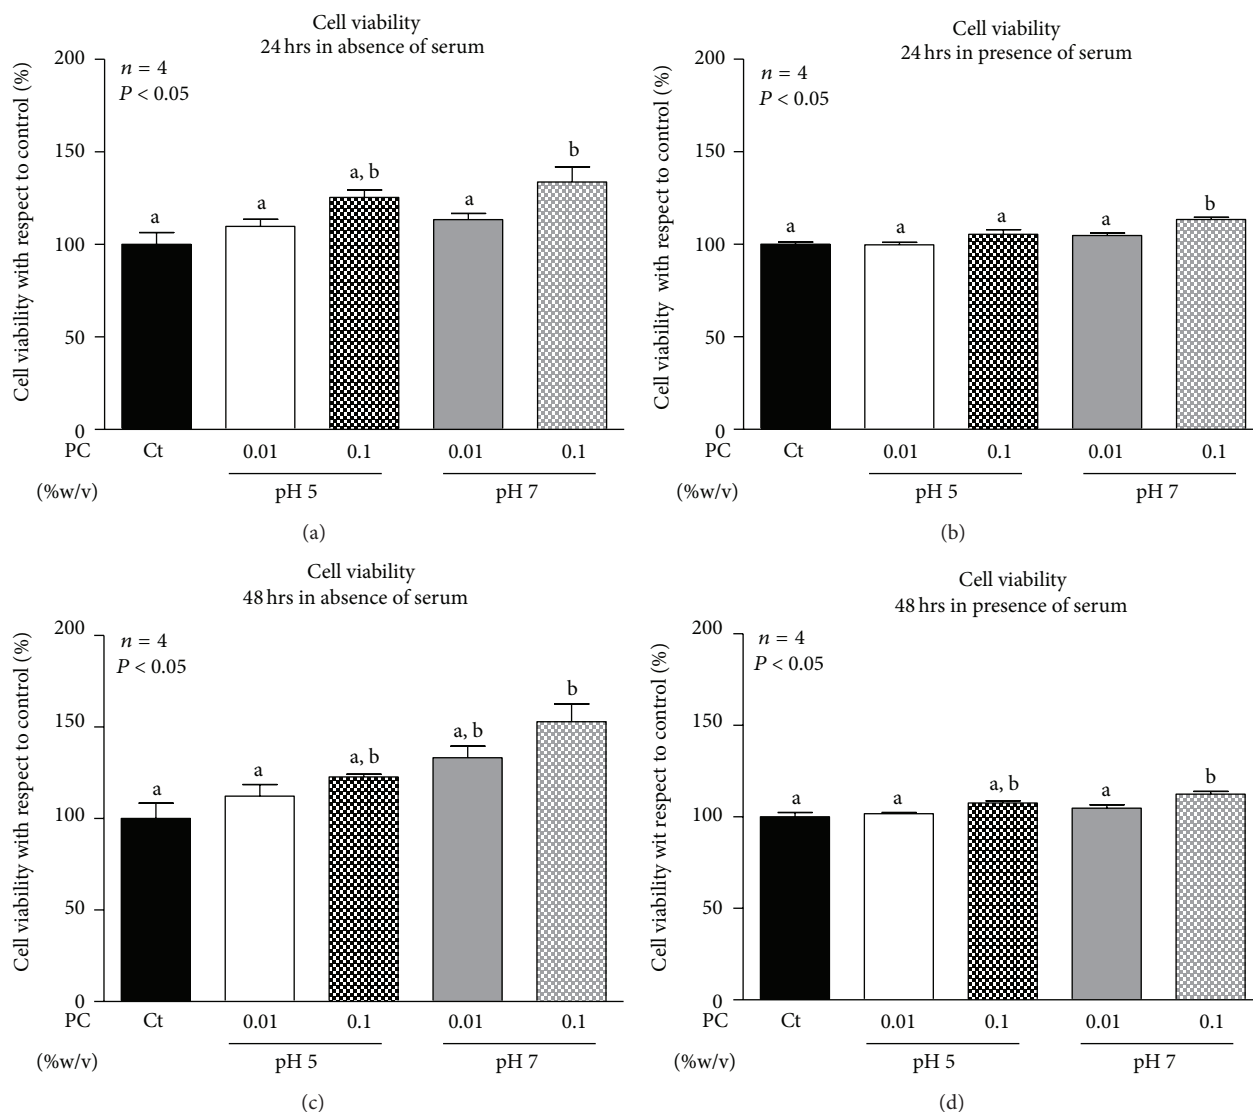 Cell viability
24 hrs in absence of serum
Cell viability with respect to control (%)
200
150
100
50
0
n = 4
P < 0.05
a
a
a, b
a
b
PC
Ct
0.01
0.1
0.01
0.1
(%w/v)
pH 5
pH 7
(a)
Cell viability
24 hrs in presence of serum
Cell viability with respect to control (%)
200
150
100
50
0
n = 4
P < 0.05
a
a
a
a
b
PC
Ct
0.01
0.1
0.01
0.1
(%w/v)
pH 5
pH 7
(b)
Cell viability
48 hrs in absence of serum
Cell viability with respect to control (%)
200
150
100
50
0
n = 4
P < 0.05
a
a
a, b
a, b
b
PC
Ct
0.01
0.1
0.01
0.1
(%w/v)
pH 5
pH 7
(c)
Cell viability
48 hrs in presence of serum
Cell viability wit respect to control (%)
200
150
100
50
0
n = 4
P < 0.05
a
a
a, b
a
b
PC
Ct
0.01
0.1
0.01
0.1
(%w/v)
pH 5
pH 7
(d)